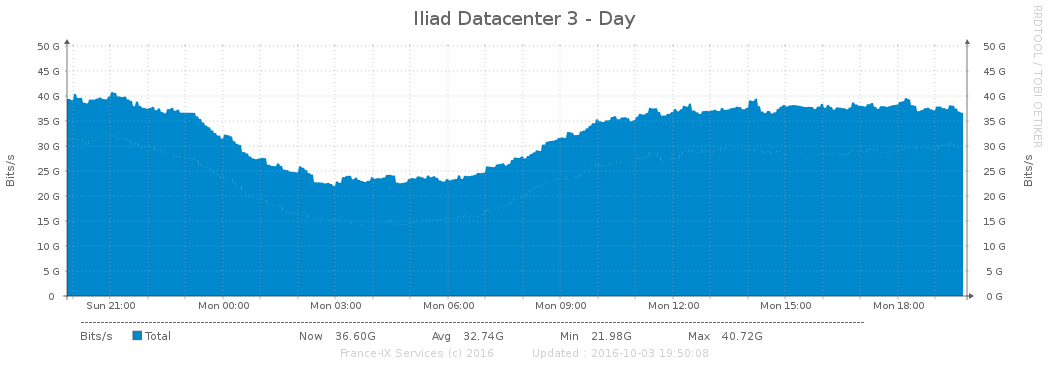 Iliad Datacenter 3 - Day
RRDTOOL / TOBI OETIKER
50 G 50 G
45 G 45 G
40 G 40 G
35 G 35 G
30 G 30 G
25 G 25 G
20 G 20 G
15 G 15 G
10 G 10 G
5 G 5 G
0 0 G
Bits/s
Bits/s
Sun 21:00 Mon 00:00 Mon 03:00 Mon 06:00 Mon 09:00 Mon 12:00 Mon 15:00 Mon 18:00
Bits/s Total Now 36.60G Avg 32.74G Min 21.98G Max 40.72G
France-IX Services (c) 2016 Updated : 2016-10-03 19:50:08